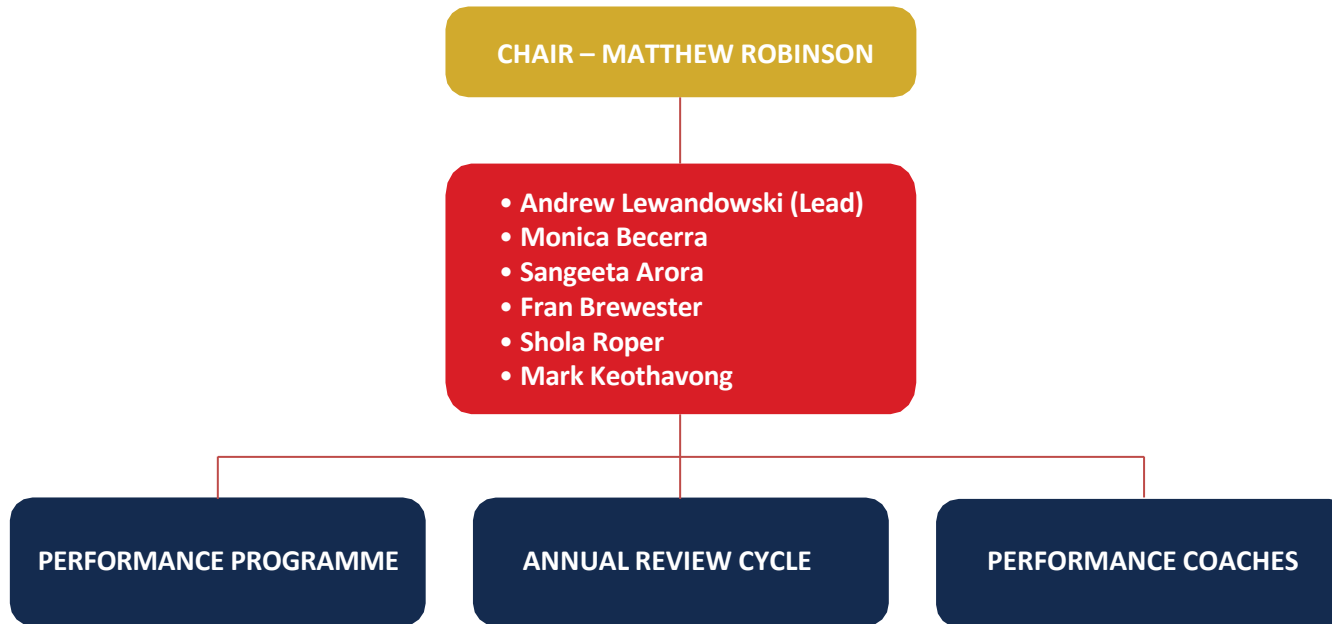 CHAIR – MATTHEW ROBINSON
• Andrew Lewandowski (Lead)
• Monica Becerra
• Sangeeta Arora
• Fran Brewester
• Shola Roper
• Mark Keothavong
PERFORMANCE PROGRAMME
ANNUAL REVIEW CYCLE
PERFORMANCE COACHES